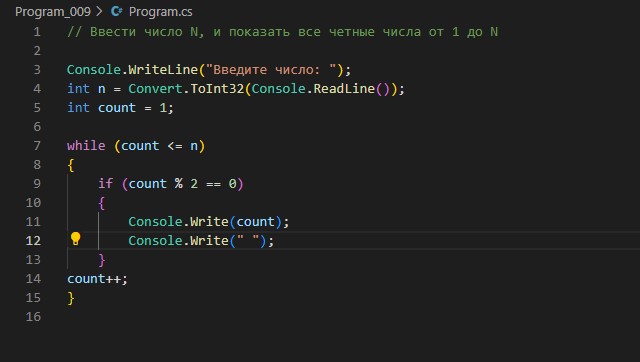 Program_009 > C# Program.cs
1 // Ввести число N, и показать все четные числа от 1 до N
2
3 Console.WriteLine("Введите число: ");
4 int n = Convert.ToInt32(Console.ReadLine());
5 int count = 1;
6
7 while (count <= n)
8 {
9     if (count % 2 == 0)
10     {
11         Console.Write(count);
12         Console.Write(" ");
13     }
14 count++;
15 }
16